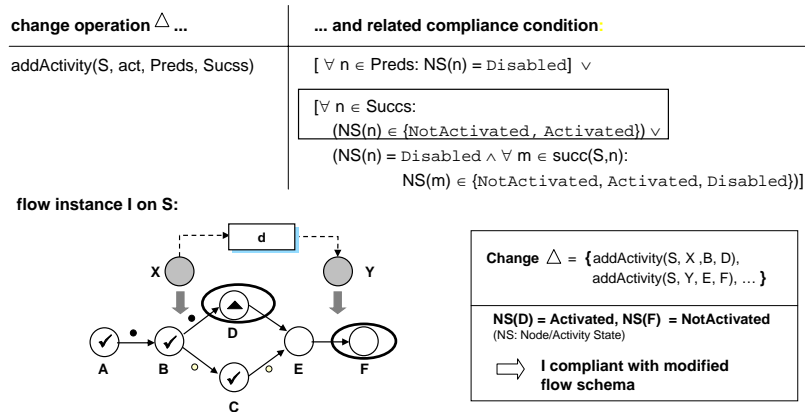 change operation △ ...
... and related compliance condition:
addActivity(S, act, Preds, Sucss)
[ ∀ n ∈ Preds: NS(n) = Disabled] ∨
[∀ n ∈ Succs:
(NS(n) ∈ {NotActivated, Activated}) ∨
(NS(n) = Disabled ∧ ∀ m ∈ succ(S,n):
NS(m) ∈ {NotActivated, Activated, Disabled})]
flow instance I on S:
d
X
Y
D
A
B
E
F
C
Change △ = {addActivity(S, X ,B, D),
addActivity(S, Y, E, F), ... }
NS(D) = Activated, NS(F) = NotActivated
(NS: Node/Activity State)
I compliant with modified
flow schema